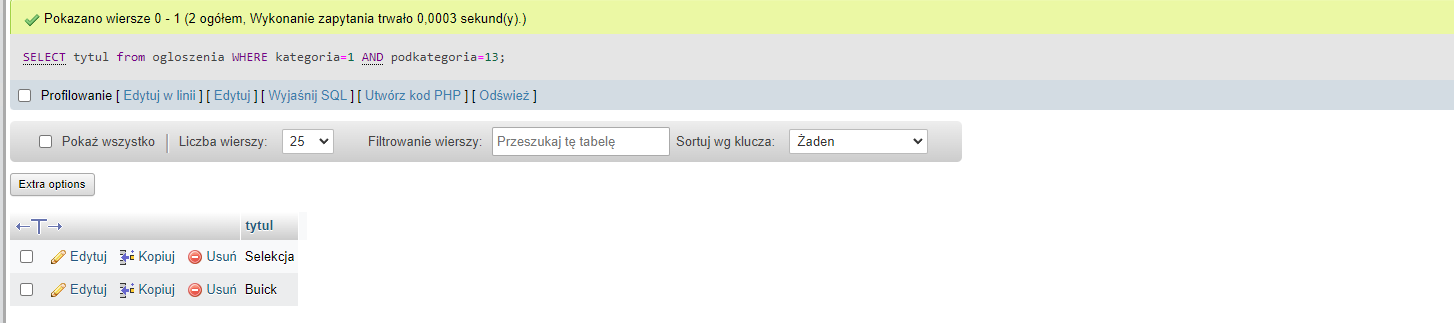 Pokazano wiersze 0 - 1 (2 ogółem, Wykonanie zapytania trwało 0,0003 sekund(y).)
SELECT tytul from ogloszenia WHERE kategoria=1 AND podkategoria=13;
Profilowanie [ Edytuj w linii ] [ Edytuj ] [ Wyjaśnij SQL ] [ Utwórz kod PHP ] [ Odśwież ]
Pokaż wszystko Liczba wierszy: 25 Filtrowanie wierszy: Przeszukaj tę tabelę Sortuj wg klucza: Żaden
Extra options
←T→ tytul
Edytuj Kopiuj Usuń Selekcja
Edytuj Kopiuj Usuń Buick